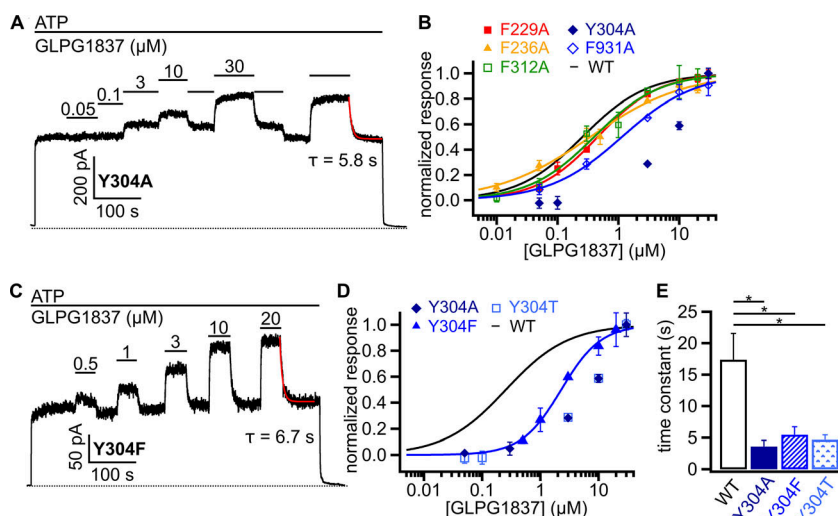 A
ATP
GLPG1837 (μM)
0.05
0.1
3
10
30
τ = 5.8 s
200 pA
Y304A
100 s
B
F229A
Y304A
F236A
F931A
F312A
WT
normalized response
1.0
0.8
0.6
0.4
0.2
0.0
0.01
0.1
1
10
[GLPG1837] (μM)
C
ATP
GLPG1837 (μM)
0.5
1
3
10
20
τ = 6.7 s
50 pA
Y304F
100 s
D
Y304A
Y304T
Y304F
WT
normalized response
1.0
0.8
0.6
0.4
0.2
0.0
0.01
0.1
1
10
[GLPG1837] (μM)
E
*
*
*
time constant (s)
25
20
15
10
5
0
WT
Y304A
Y304F
Y304T